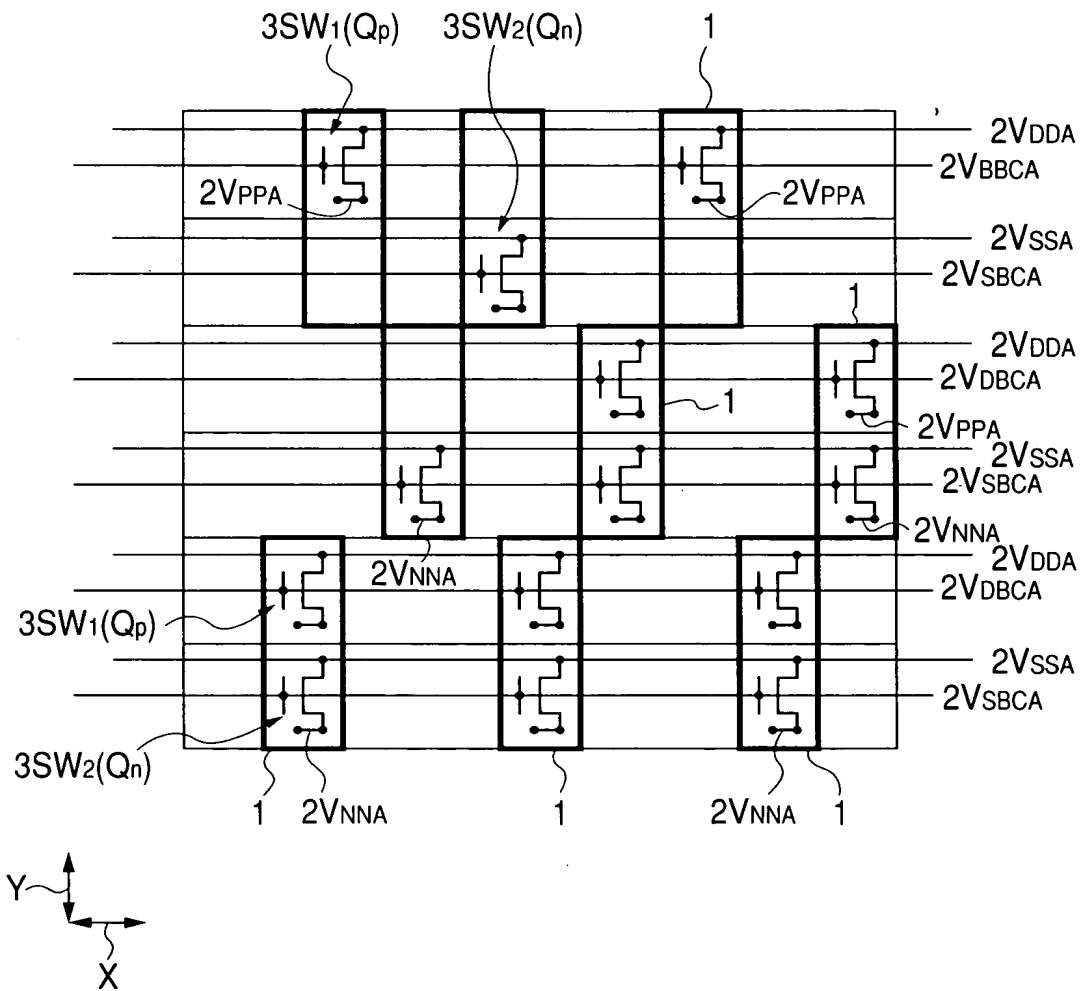 3SW1(Qp) 3SW2(Qn) 1
2VDDA
2VBBCA
2VPPA 2VPPA
2VSSA
2VSBCA
1
2VDDA
2VDBCA
1
2VPPA
2VSSA
2VSBCA
2VNNA
2VNNA
2VDDA
2VDBCA
3SW1(Qp)
2VSSA
2VSBCA
3SW2(Qn)
1 2VNNA 1 2VNNA 1
Y
X